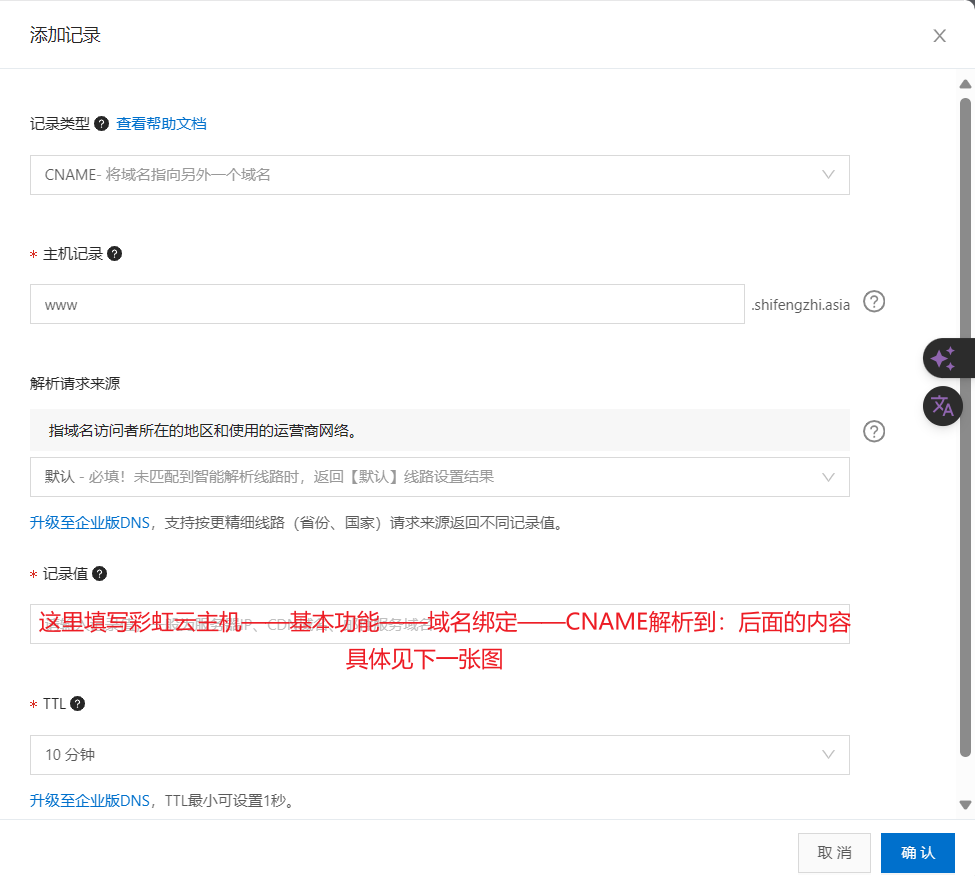 添加记录
记录类型 查看帮助文档
CNAME- 将域名指向另外一个域名
* 主机记录
www .shifengzhi.asia
解析请求来源
指域名访问者所在的地区和使用的运营商网络。
默认 - 必填！未匹配到智能解析线路时，返回【默认】线路设置结果
升级至企业版DNS，支持按更精细线路（省份、国家）请求来源返回不同记录值。
* 记录值
这里填写彩虹云主机——基本功能——域名绑定——CNAME解析到：后面的内容
具体见下一张图
* TTL
10 分钟
升级至企业版DNS，TTL最小可设置1秒。
取 消 确 认